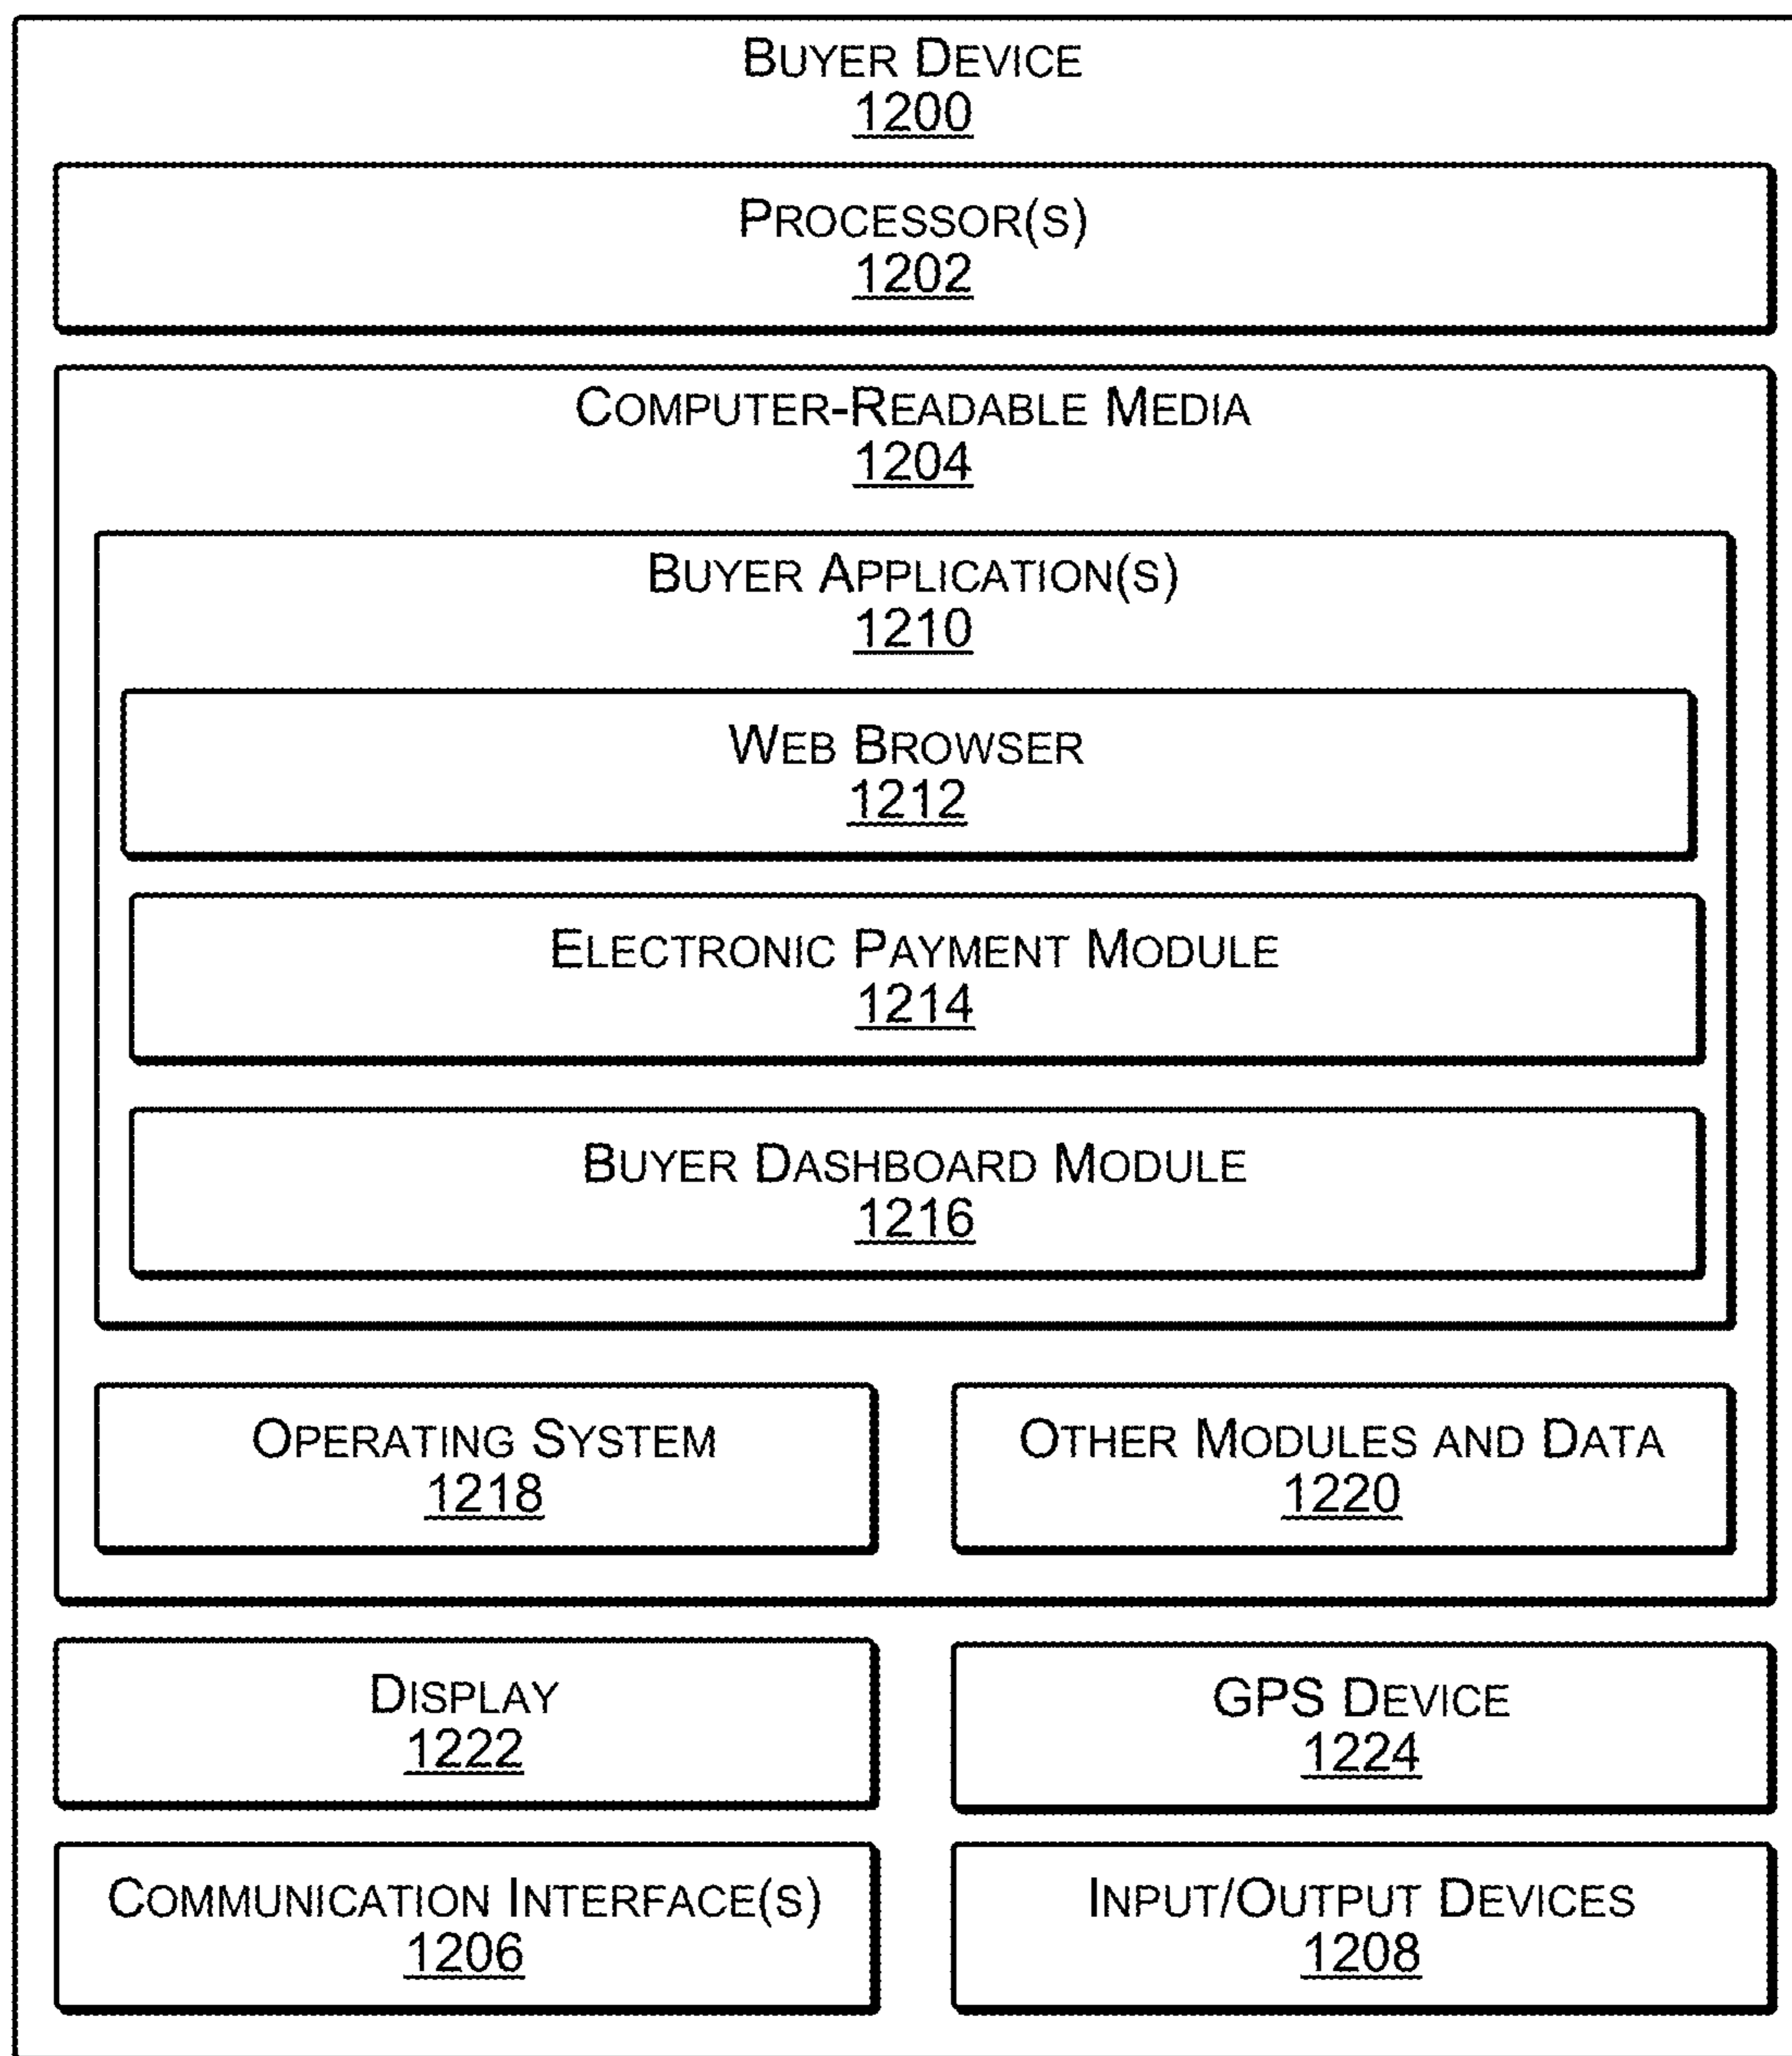 BUYER DEVICE
1200
PROCESSOR(S)
1202
COMPUTER-READABLE MEDIA
1204
BUYER APPLICATION(S)
1210
WEB BROWSER
1212
ELECTRONIC PAYMENT MODULE
1214
BUYER DASHBOARD MODULE
1216
OPERATING SYSTEM
1218
OTHER MODULES AND DATA
1220
DISPLAY
1222
GPS DEVICE
1224
COMMUNICATION INTERFACE(S)
1206
INPUT/OUTPUT DEVICES
1208